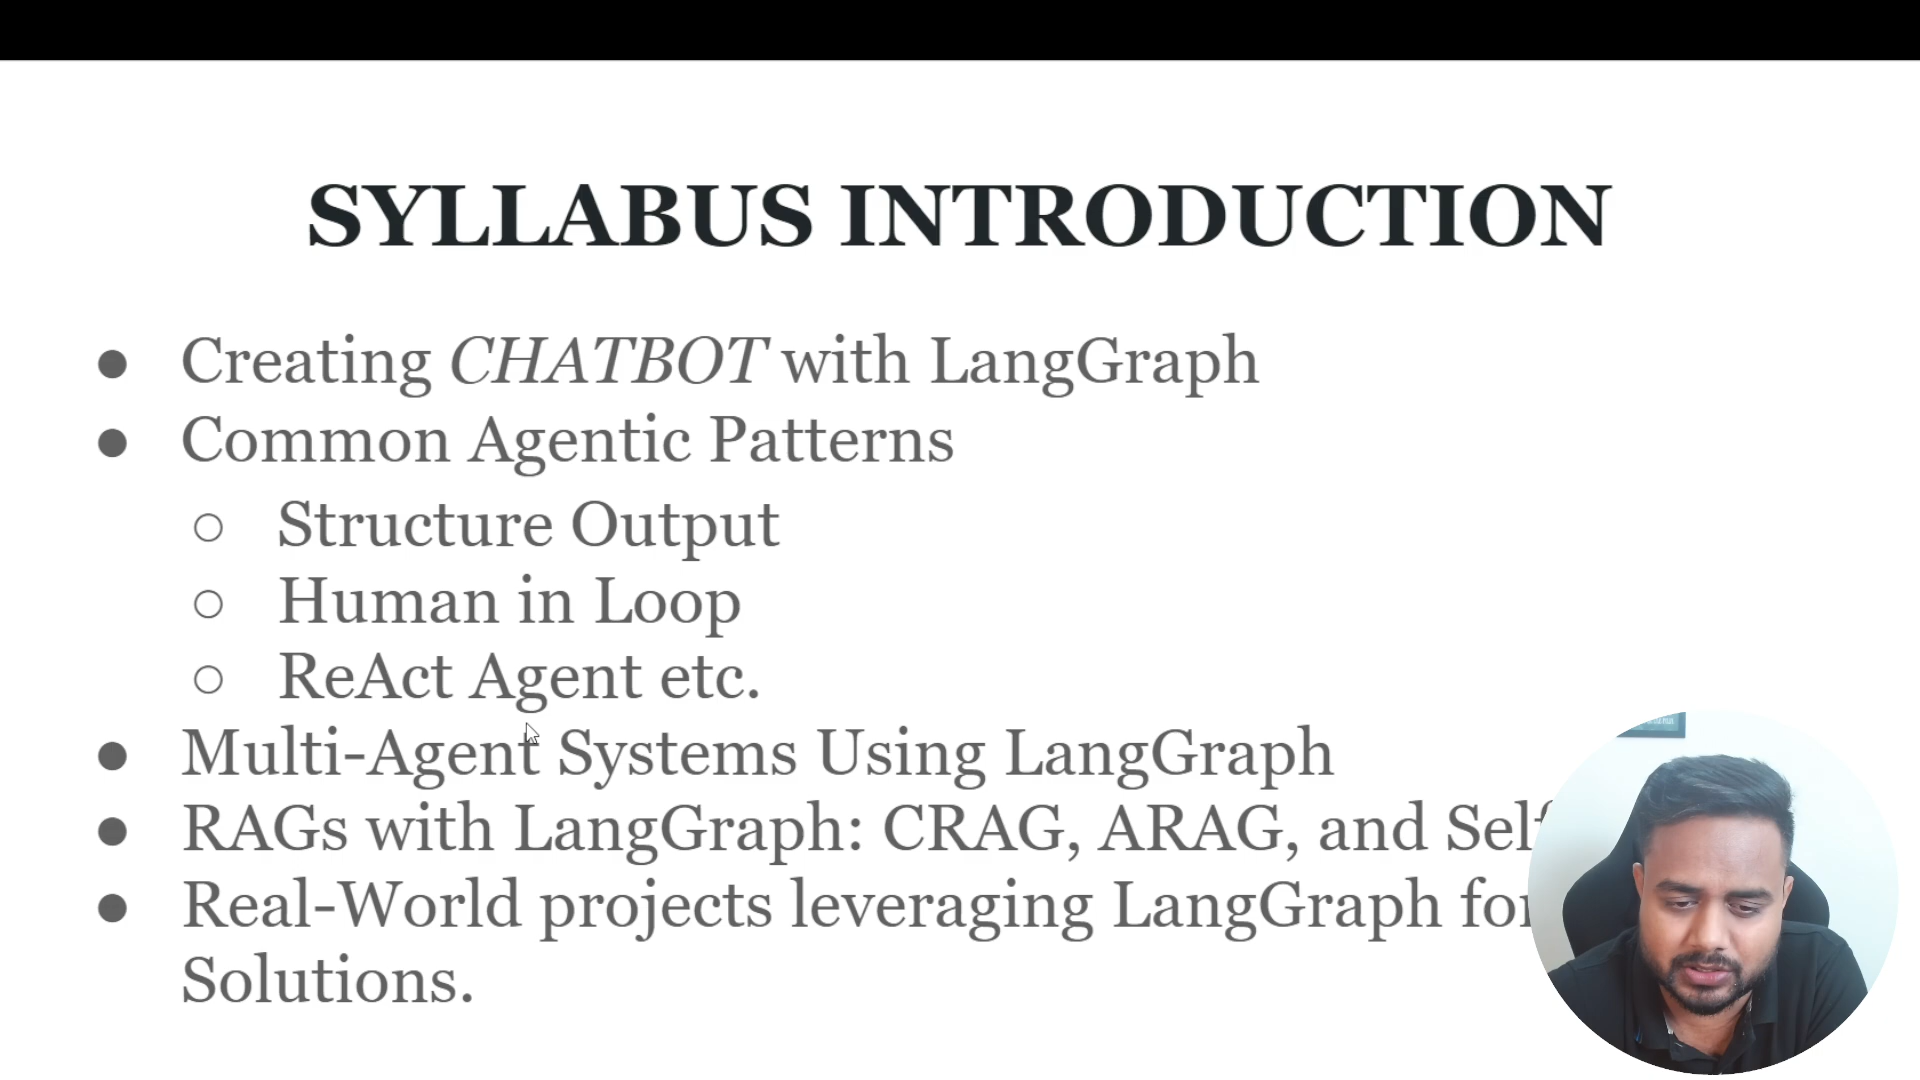 SYLLABUS INTRODUCTION
● Creating CHATBOT with LangGraph
● Common Agentic Patterns
○ Structure Output
○ Human in Loop
○ ReAct Agent etc.
● Multi-Agent Systems Using LangGraph
● RAGs with LangGraph: CRAG, ARAG, and Self
● Real-World projects leveraging LangGraph for
Solutions.